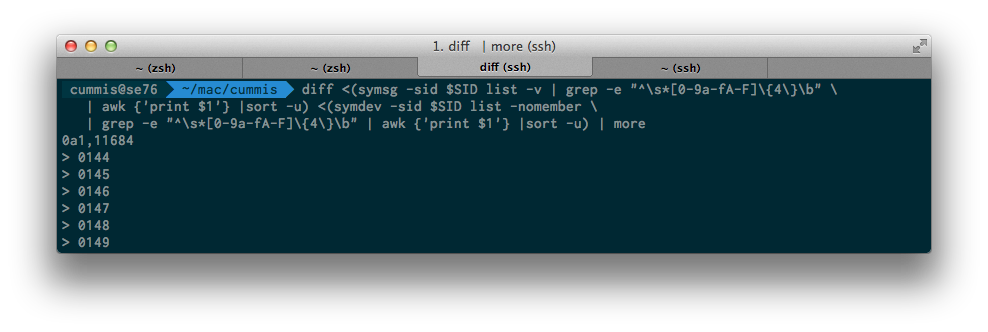 1. diff | more (ssh)
~ (zsh) ~ (zsh) diff (ssh) ~ (ssh)
cummis@se76 ~/mac/cummis diff <(symsg -sid $SID list -v | grep -e "^\s*[0-9a-fA-F]\{4\}\b" \
| awk {'print $1'} |sort -u) <(symdev -sid $SID list -nomember \
| grep -e "^\s*[0-9a-fA-F]\{4\}\b" | awk {'print $1'} |sort -u) | more
0a1,11684
> 0144
> 0145
> 0146
> 0147
> 0148
> 0149